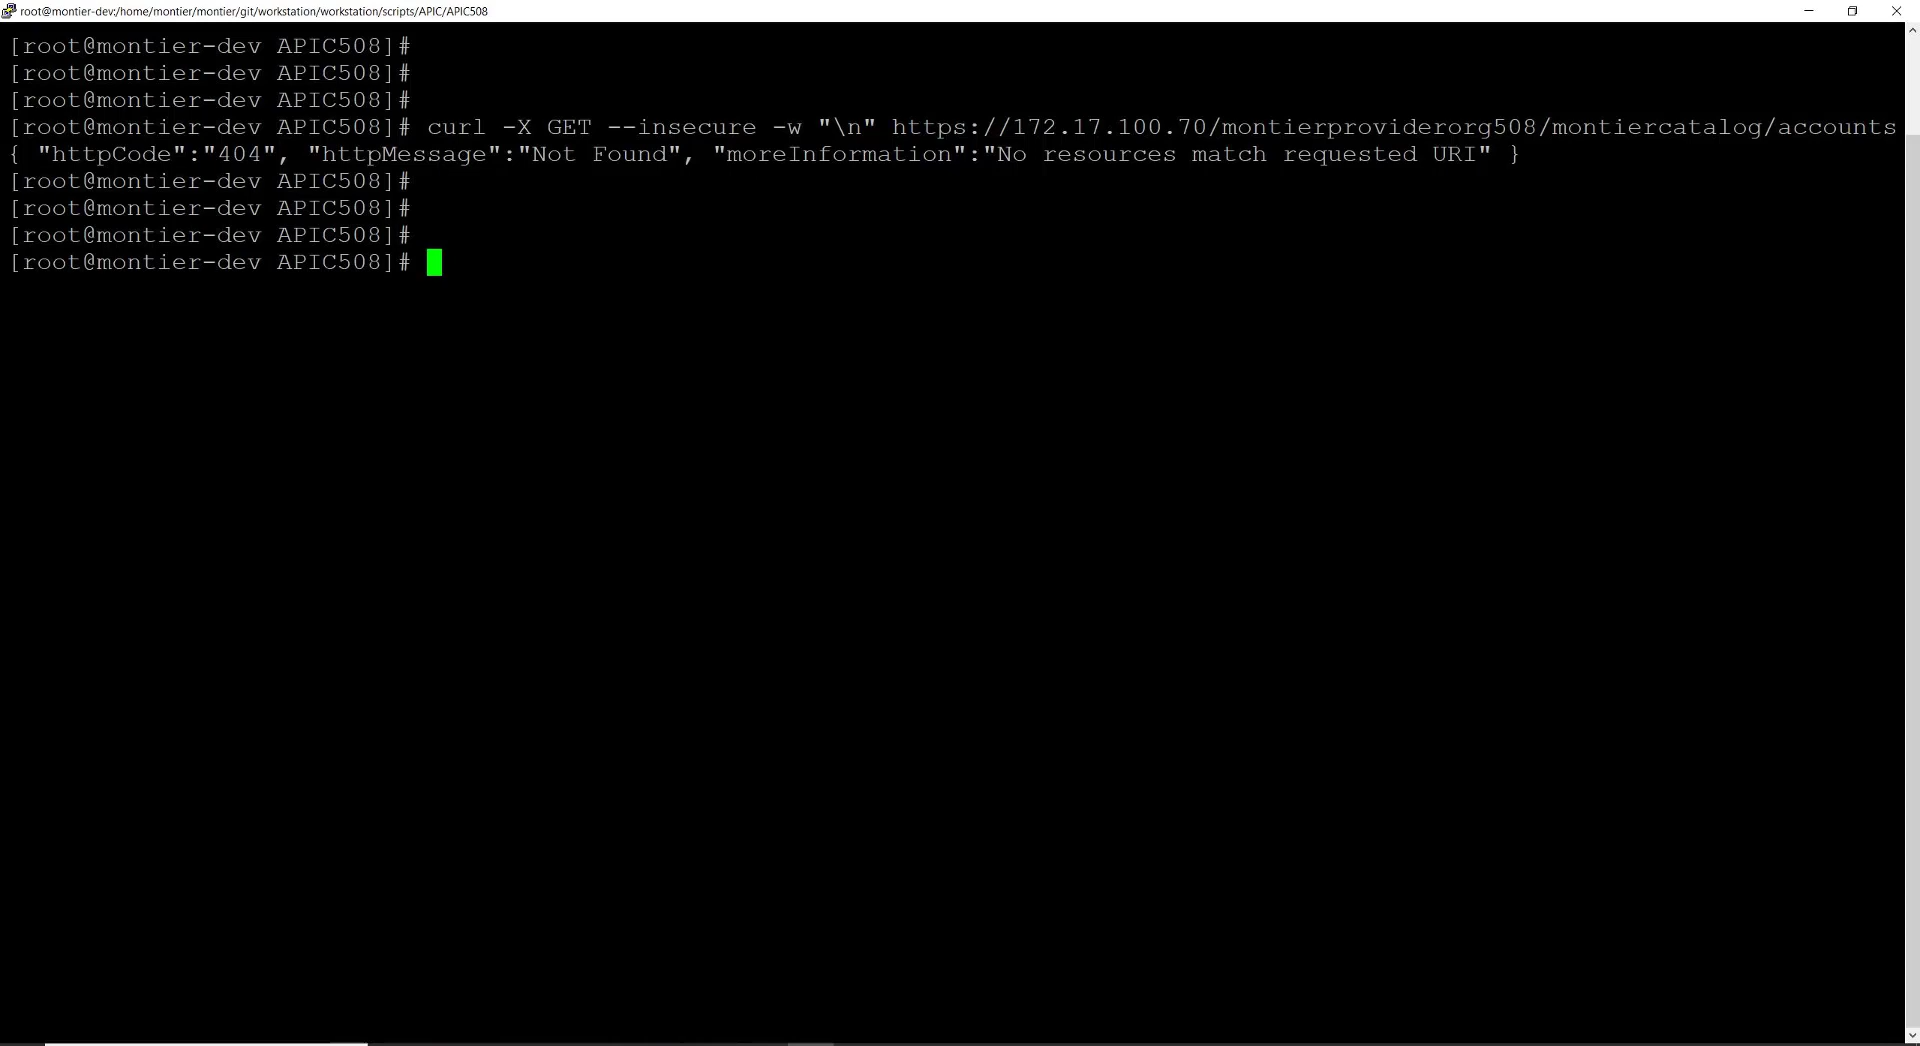 root@montier-dev:/home/montier/montier/git/workstation/workstation/scripts/APIC/APIC508
[root@montier-dev APIC508]#
[root@montier-dev APIC508]#
[root@montier-dev APIC508]#
[root@montier-dev APIC508]# curl -X GET --insecure -w "\n" https://172.17.100.70/montierproviderorg508/montiercatalog/accounts
{ "httpCode":"404", "httpMessage":"Not Found", "moreInformation":"No resources match requested URI" }
[root@montier-dev APIC508]#
[root@montier-dev APIC508]#
[root@montier-dev APIC508]#
[root@montier-dev APIC508]#